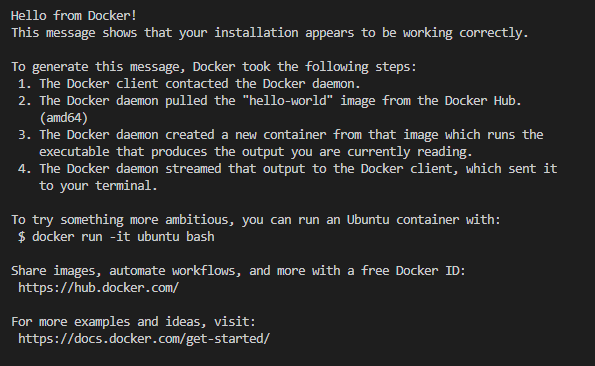 Hello from Docker!
This message shows that your installation appears to be working correctly.

To generate this message, Docker took the following steps:
 1. The Docker client contacted the Docker daemon.
 2. The Docker daemon pulled the "hello-world" image from the Docker Hub.
    (amd64)
 3. The Docker daemon created a new container from that image which runs the
    executable that produces the output you are currently reading.
 4. The Docker daemon streamed that output to the Docker client, which sent it
    to your terminal.

To try something more ambitious, you can run an Ubuntu container with:
 $ docker run -it ubuntu bash

Share images, automate workflows, and more with a free Docker ID:
 https://hub.docker.com/

For more examples and ideas, visit:
 https://docs.docker.com/get-started/